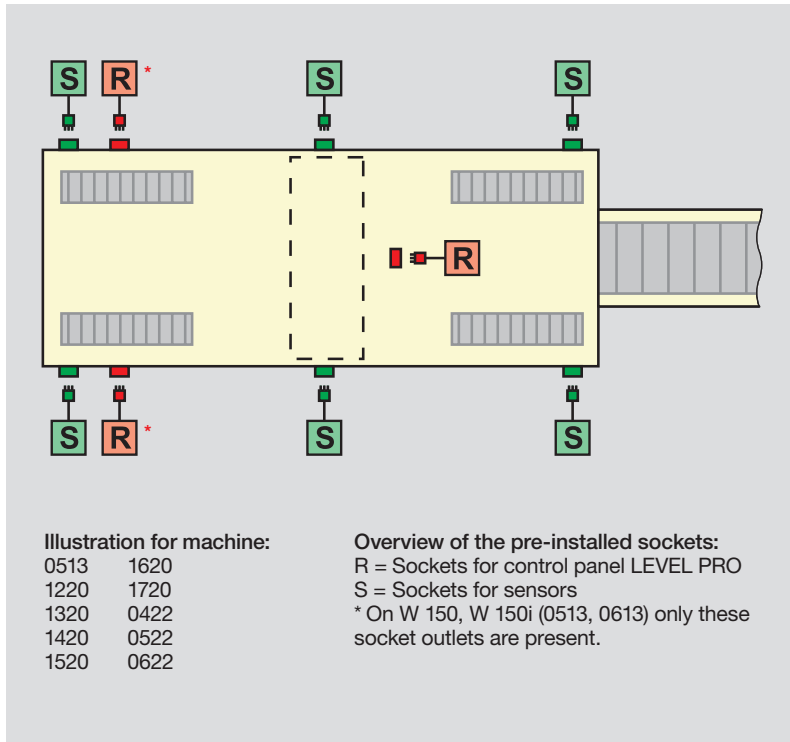 S R * S S
R
S R * S S
Illustration for machine:
0513 1620
1220 1720
1320 0422
1420 0522
1520 0622
Overview of the pre-installed sockets:
R = Sockets for control panel LEVEL PRO
S = Sockets for sensors
* On W 150, W 150i (0513, 0613) only these
socket outlets are present.